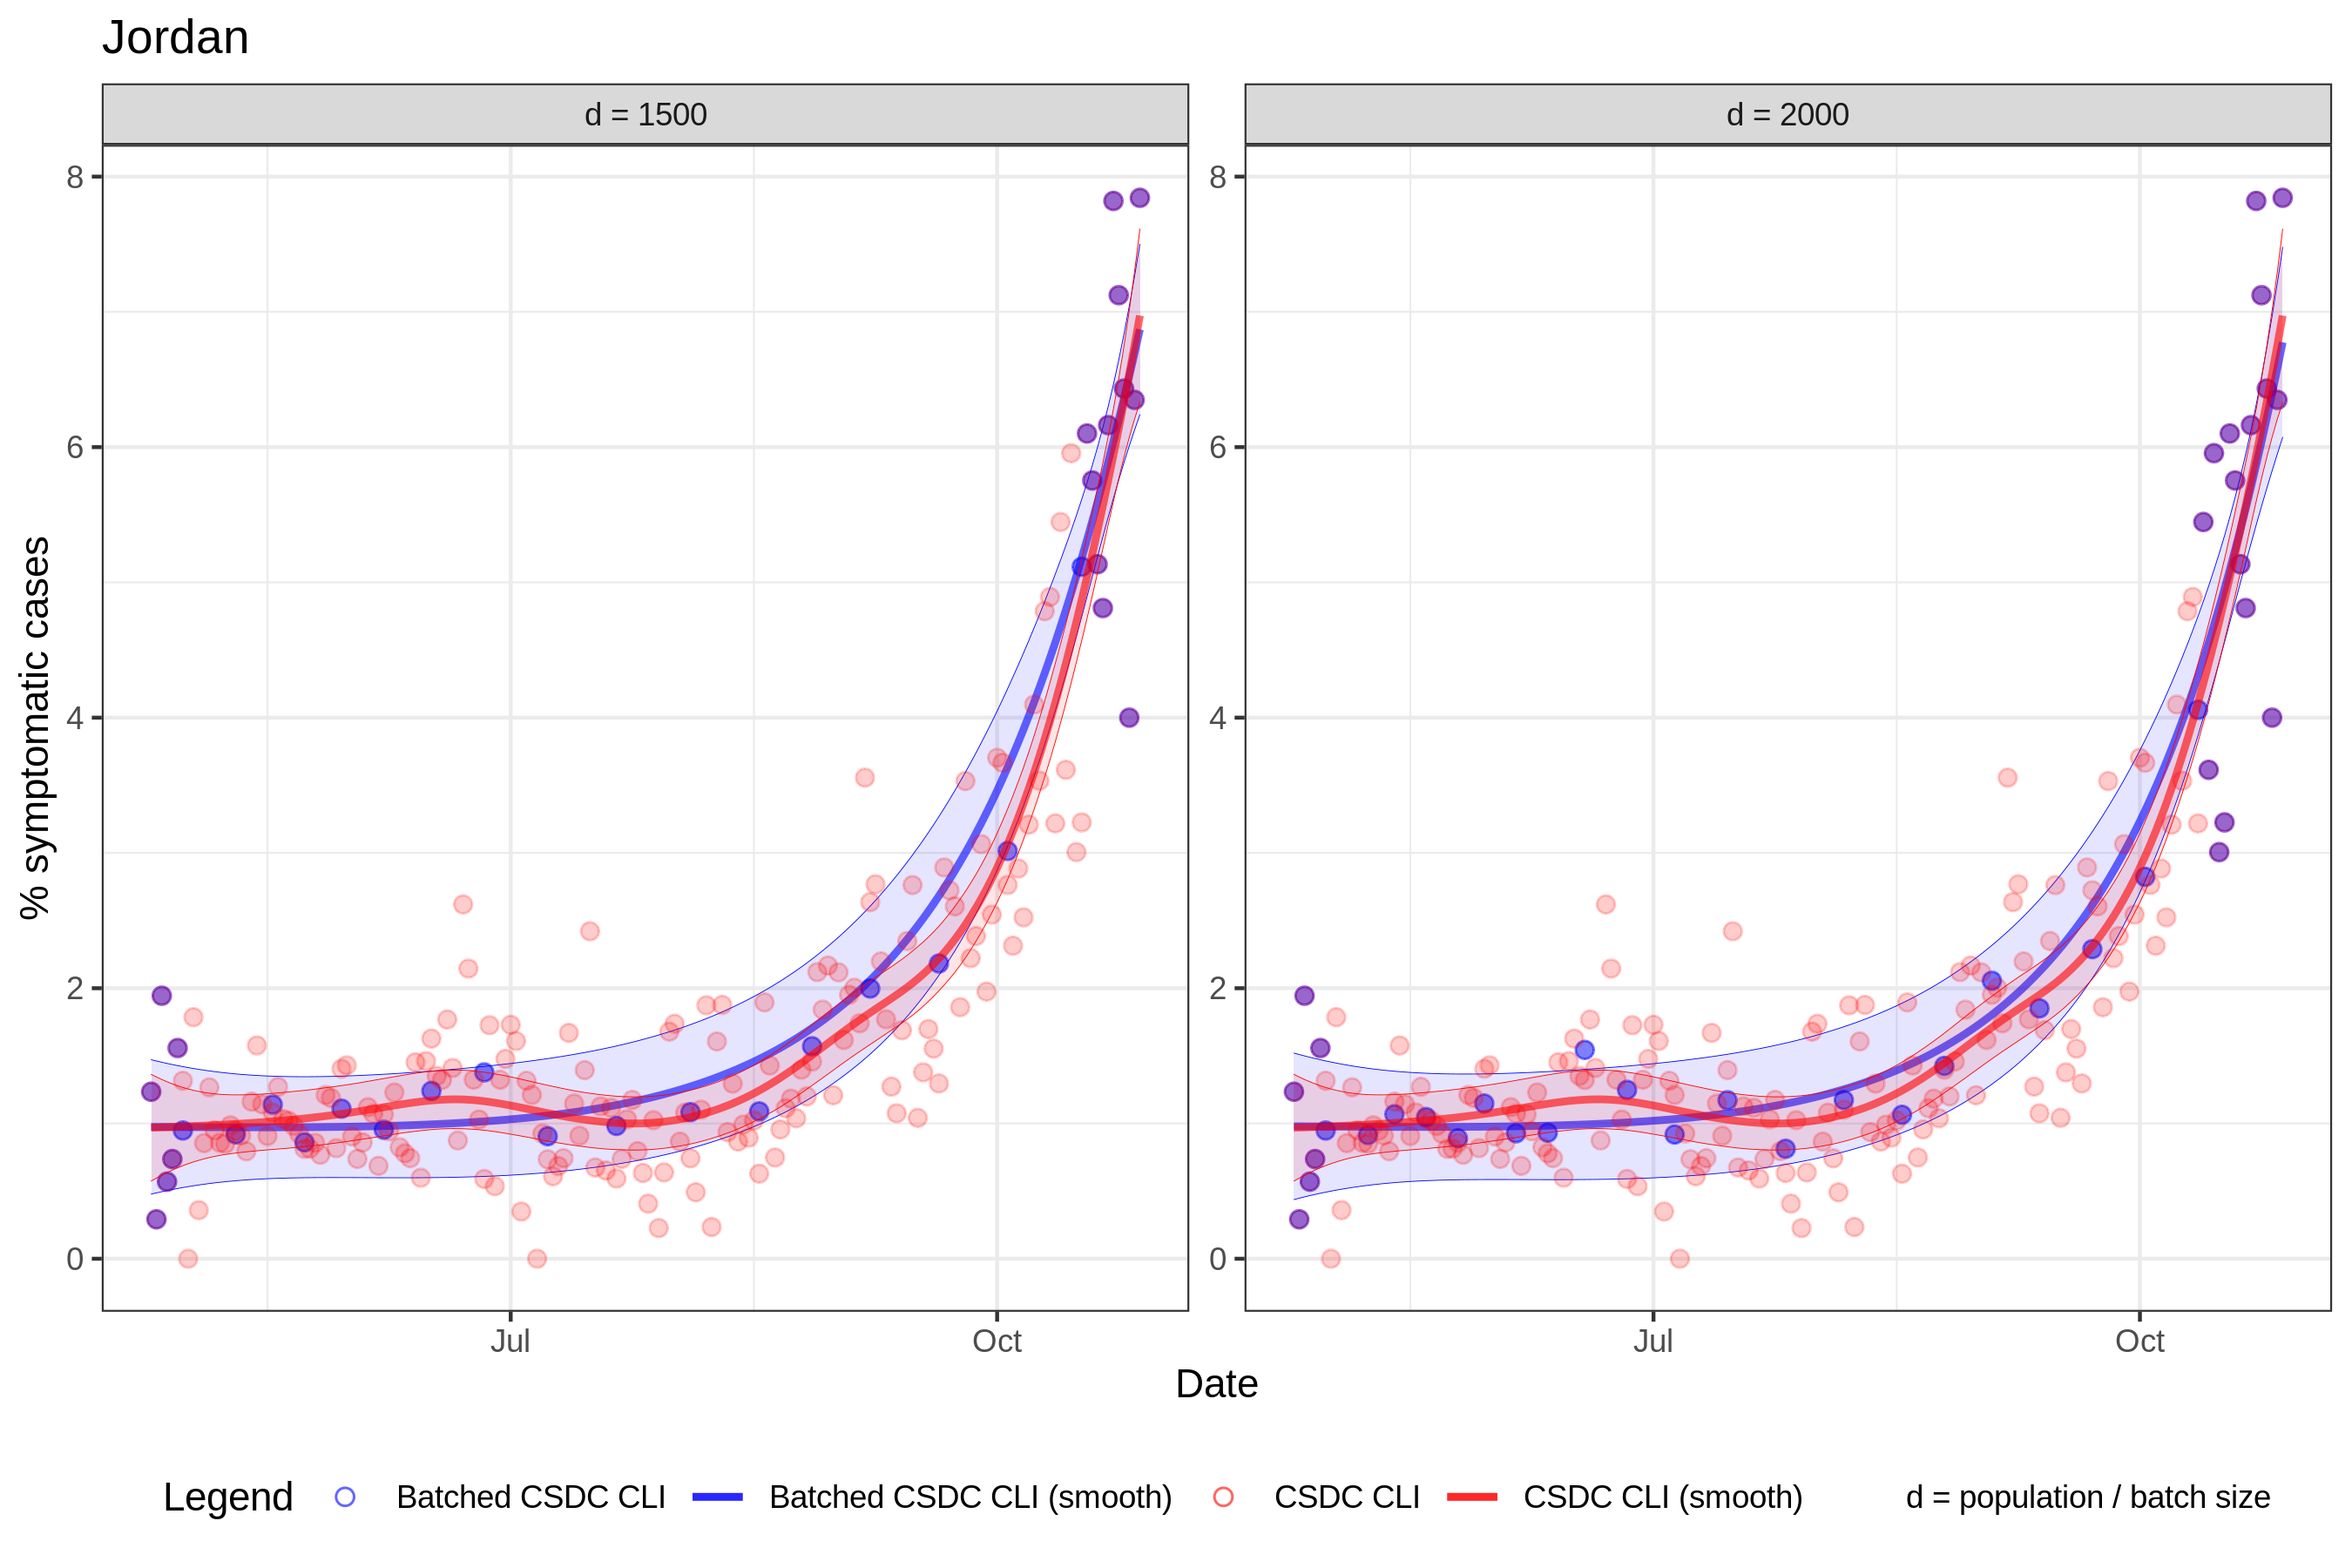 Jordan
d = 1500
d = 2000
% symptomatic cases
8
6
4
2
0
8
6
4
2
0
Jul
Oct
Jul
Oct
Date
Legend
Batched CSDC CLI
Batched CSDC CLI (smooth)
CSDC CLI
CSDC CLI (smooth)
d = population / batch size